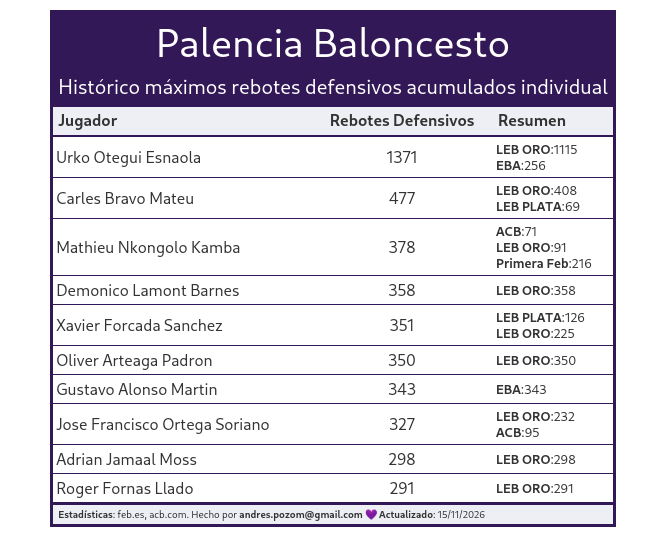 Palencia Baloncesto
Histórico máximos rebotes defensivos acumulados individual
Jugador Rebotes Defensivos Resumen
Urko Otegui Esnaola 1371 LEB ORO:1115
EBA:256
Carles Bravo Mateu 477 LEB ORO:408
LEB PLATA:69
Mathieu Nkongolo Kamba 378 ACB:71
LEB ORO:91
Primera Feb:216
Demonico Lamont Barnes 358 LEB ORO:358
Xavier Forcada Sanchez 351 LEB PLATA:126
LEB ORO:225
Oliver Arteaga Padron 350 LEB ORO:350
Gustavo Alonso Martin 343 EBA:343
Jose Francisco Ortega Soriano 327 LEB ORO:232
ACB:95
Adrian Jamaal Moss 298 LEB ORO:298
Roger Fornas Llado 291 LEB ORO:291
Estadísticas: feb.es, acb.com. Hecho por andres.pozom@gmail.com 💜 Actualizado: 15/11/2026